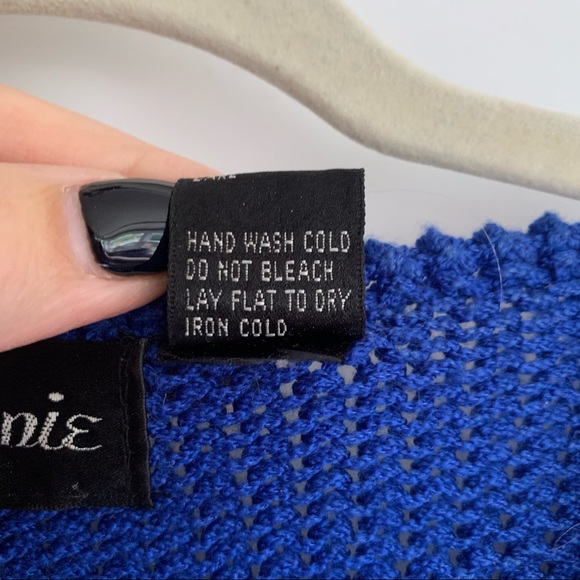 HAND WASH COLD
DO NOT BLEACH
LAY FLAT TO DRY
IRON COLD
nie